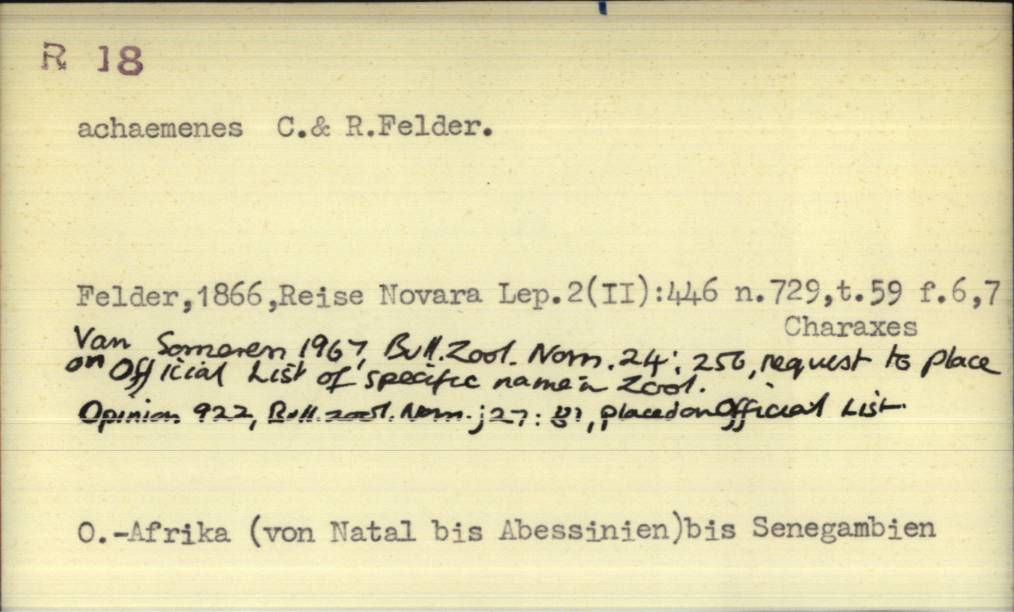 R 18
achaemenes C.& R.Felder.
Felder,1866,Reise Novara Lep.2(II):446 n.729,t.59 f.6,7
Charaxes
Van Someren 1967, Bull.Zool. Nom. 24: 250, request to place
on Official List of specific name in Zool.
Opinion 922, Bull. zool. Nom. ; 27: 81, placed on Official List.
O.-Afrika (von Natal bis Abessinien)bis Senegambien